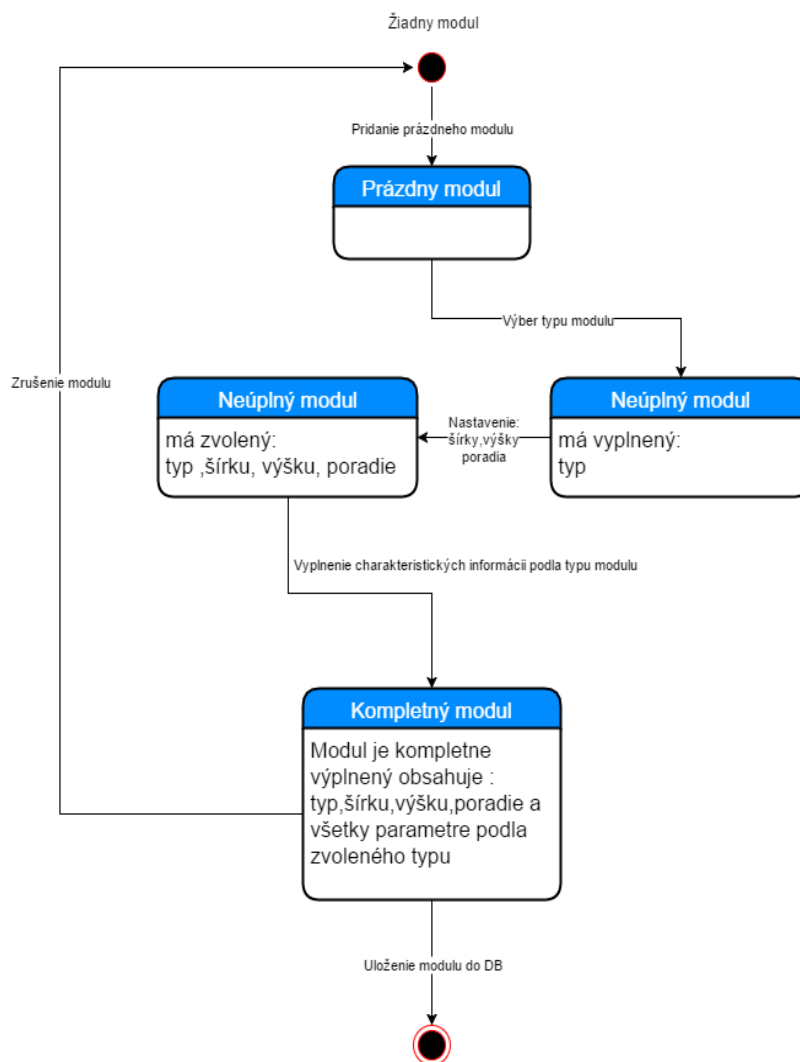 Žiadny modul
Pridanie prázdneho modulu
Prázdny modul
Výber typu modulu
Zrušenie modulu
Neúplný modul
má zvolený:
typ ,šírku, výšku, poradie
Nastavenie:
šírky,výšky
poradia
Neúplný modul
má vyplnený:
typ
Vyplnenie charakteristických informácii podla typu modulu
Kompletný modul
Modul je kompletne
výplnený obsahuje :
typ,šírku,výšku,poradie a
všetky parametre podla
zvoleného typu
Uloženie modulu do DB